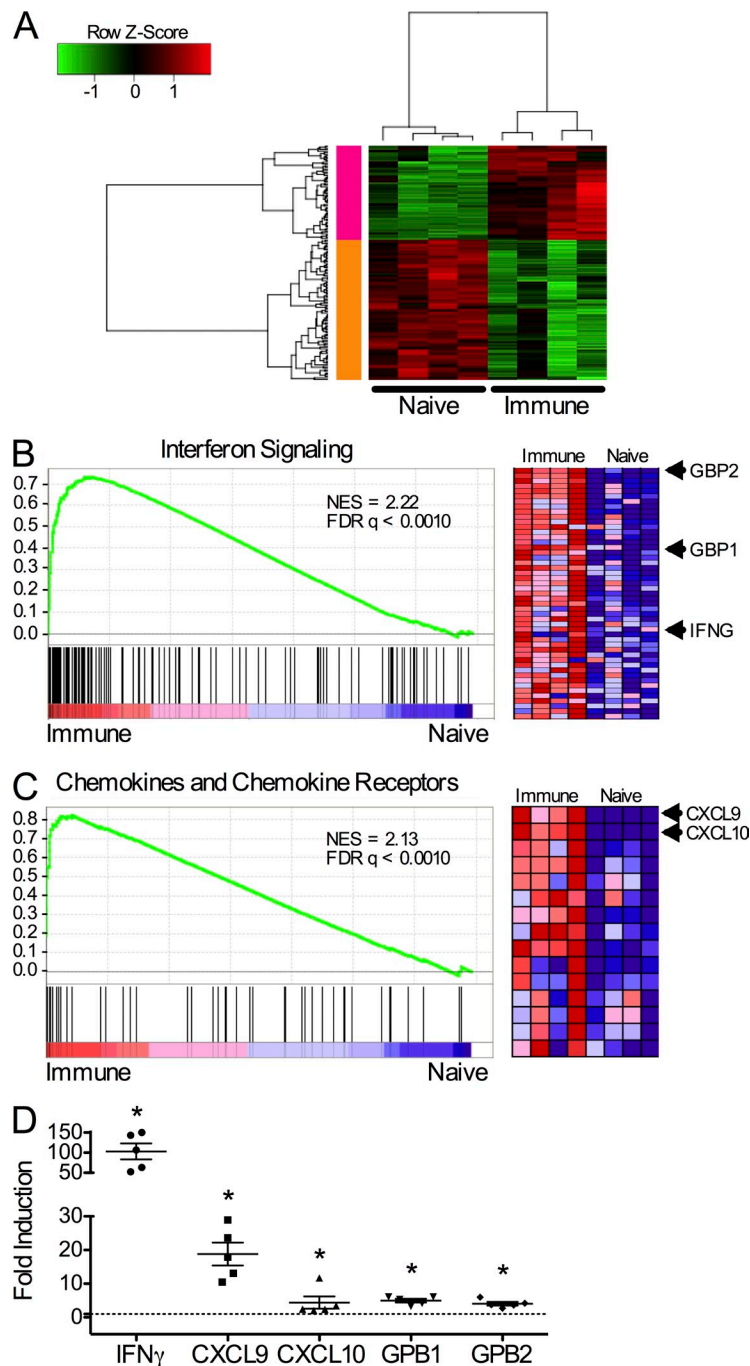 A
Row Z-Score
-1 0 1
Naive Immune
B
Interferon Signaling
Immune Naive
GBP2
GBP1
IFNG
NES = 2.22
FDR q < 0.0010
0.7
0.6
0.5
0.4
0.3
0.2
0.1
0.0
Immune Naive
C
Chemokines and Chemokine Receptors
Immune Naive
CXCL9
CXCL10
NES = 2.13
FDR q < 0.0010
0.8
0.7
0.6
0.5
0.4
0.3
0.2
0.1
0.0
Immune Naive
D
Fold Induction
150
100
50
30
20
10
0
* * * * *
IFNγ CXCL9 CXCL10 GPB1 GPB2